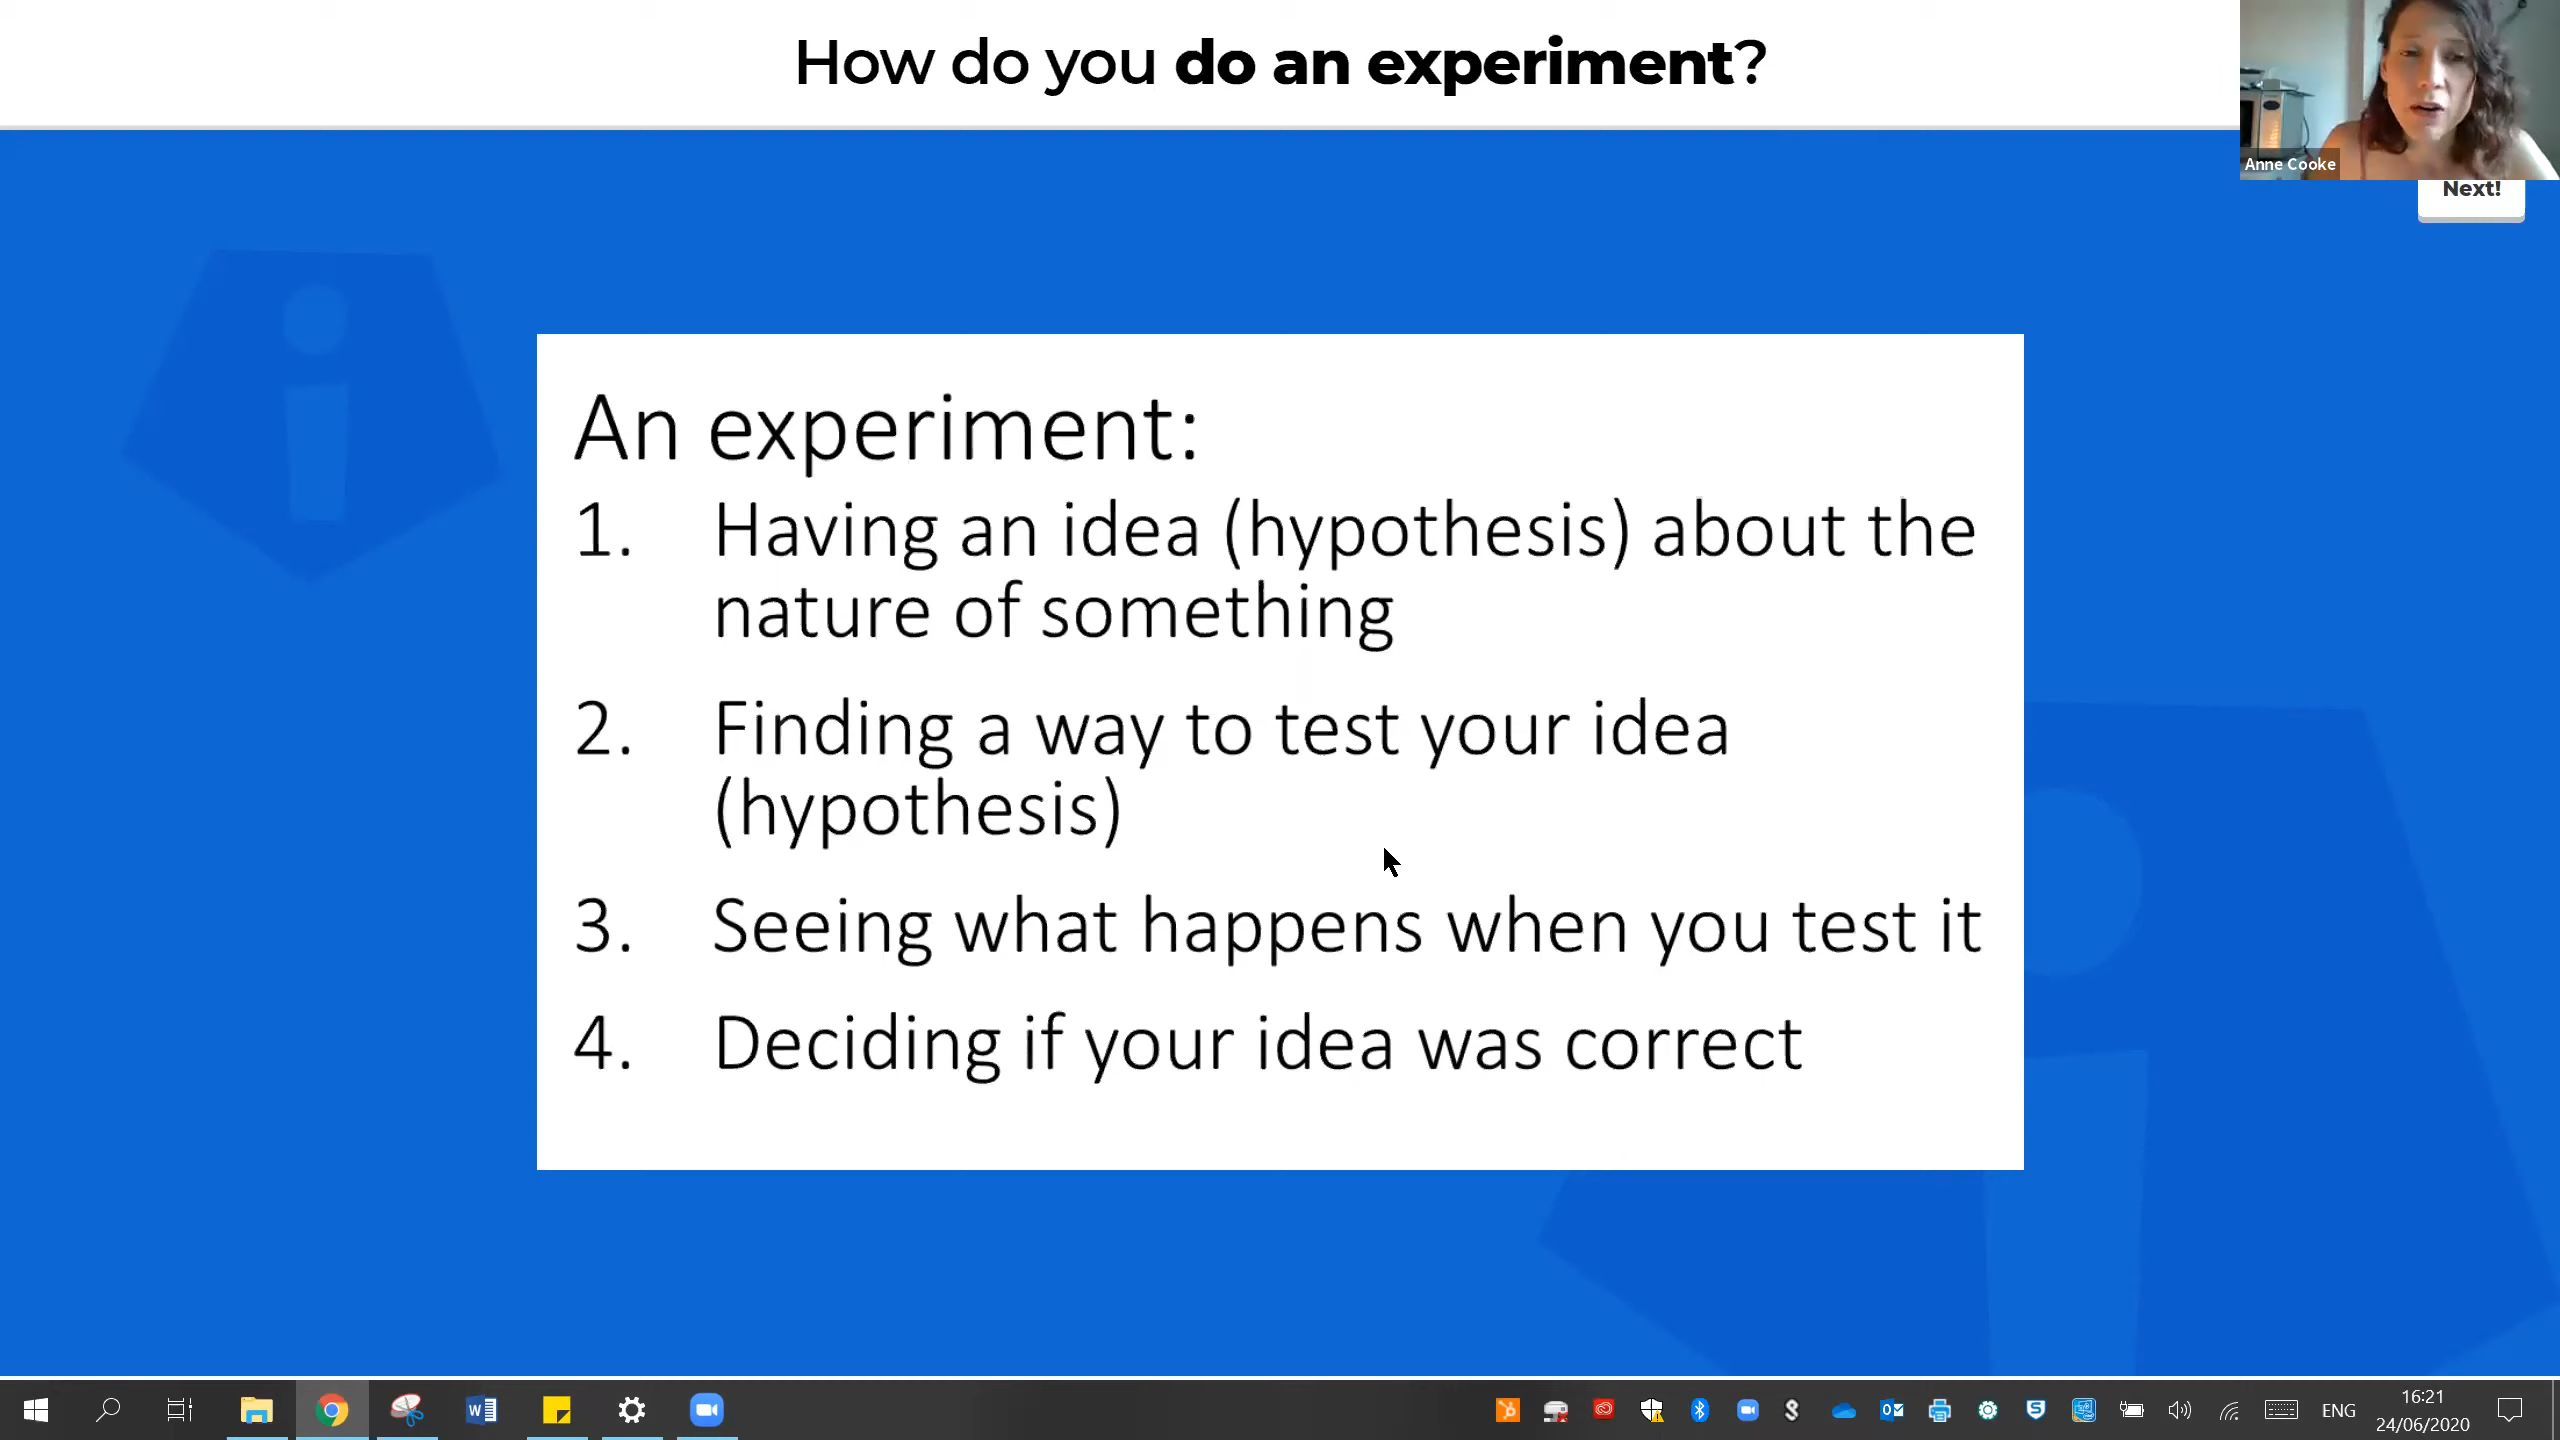 How do you do an experiment?
Anne Cooke
Next!
An experiment:
1. Having an idea (hypothesis) about the
nature of something
2. Finding a way to test your idea
(hypothesis)
3. Seeing what happens when you test it
4. Deciding if your idea was correct
ENG
16:21
24/06/2020